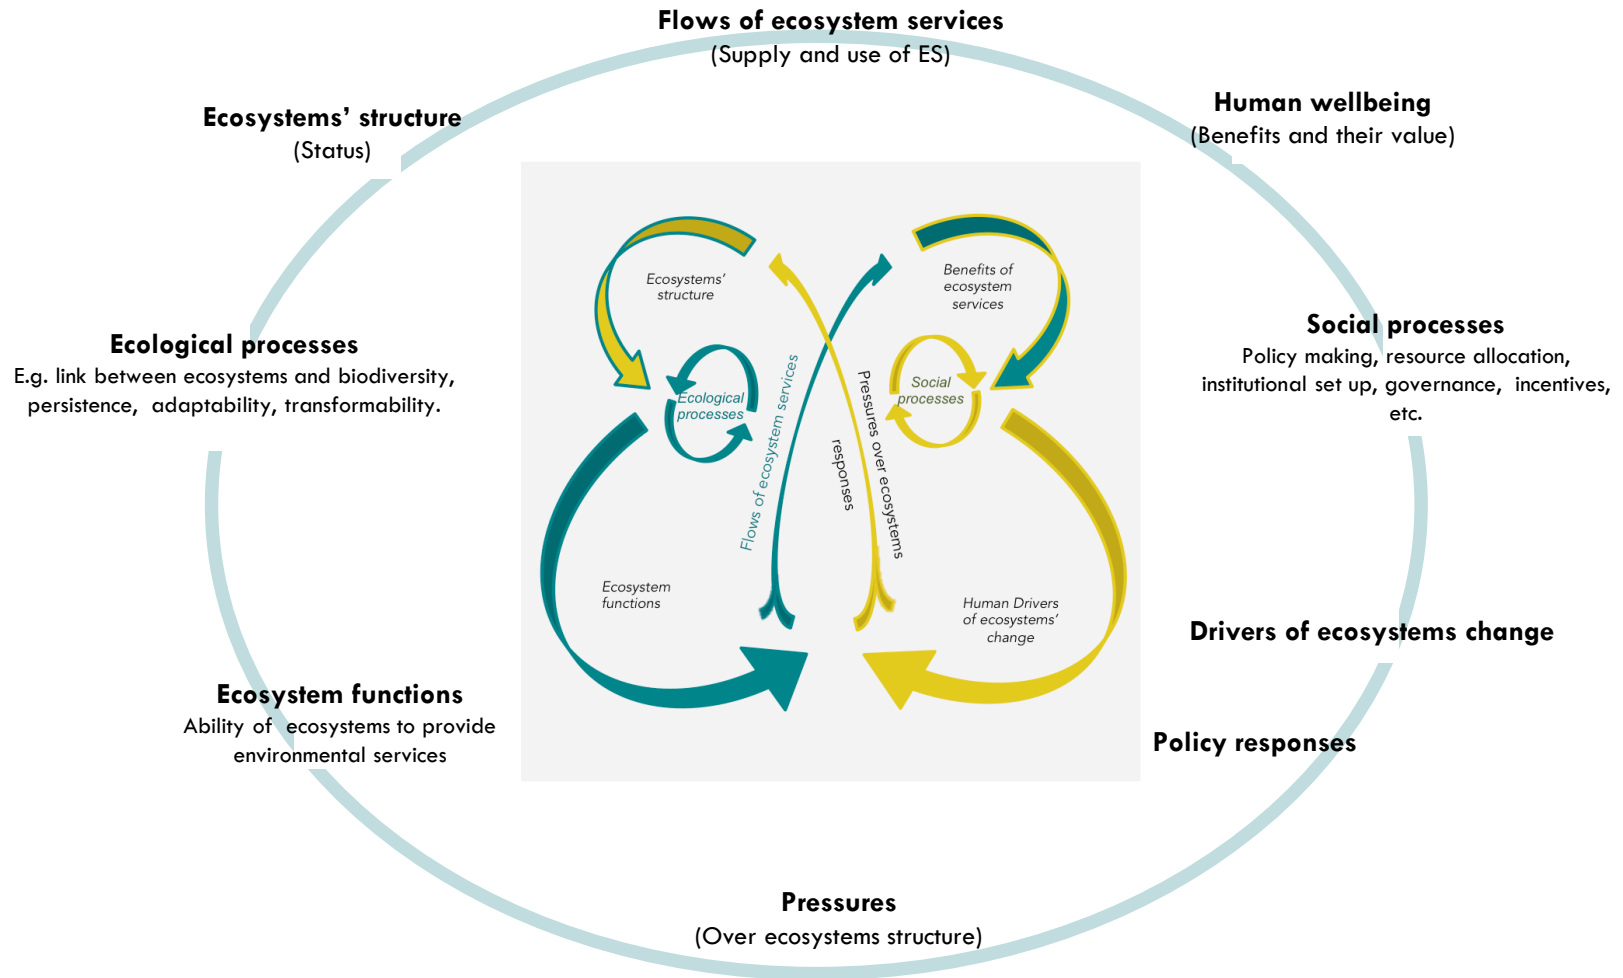 Flows of ecosystem services
(Supply and use of ES)
Human wellbeing
(Benefits and their value)
Ecosystems’ structure
(Status)
Ecosystems’
structure
Benefits of
ecosystem
services
Social processes
Policy making, resource allocation,
institutional set up, governance, incentives,
etc.
Ecological processes
E.g. link between ecosystems and biodiversity,
persistence, adaptability, transformability.
Ecological
processes
Flows of ecosystem services
Pressures over ecosystems
responses
Social
processes
Ecosystem
functions
Human Drivers
of ecosystems’
change
Drivers of ecosystems change
Ecosystem functions
Ability of ecosystems to provide
environmental services
Policy responses
Pressures
(Over ecosystems structure)